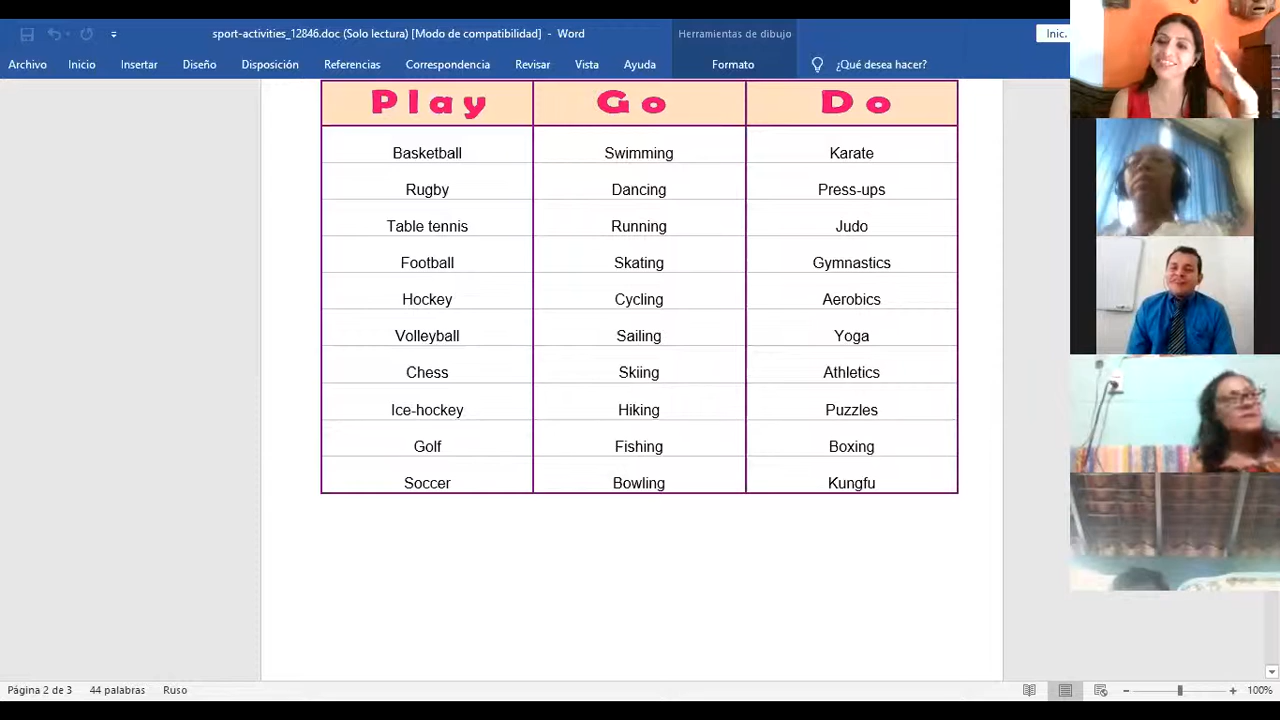 sport-activities_12846.doc (Solo lectura) [Modo de compatibilidad] - Word
Herramientas de dibujo
Inic.
Archivo Inicio Insertar Diseño Disposición Referencias Correspondencia Revisar Vista Ayuda Formato ¿Qué desea hacer?
Play Go Do
Basketball Swimming Karate
Rugby Dancing Press-ups
Table tennis Running Judo
Football Skating Gymnastics
Hockey Cycling Aerobics
Volleyball Sailing Yoga
Chess Skiing Athletics
Ice-hockey Hiking Puzzles
Golf Fishing Boxing
Soccer Bowling Kungfu
Página 2 de 3 44 palabras Ruso 100%